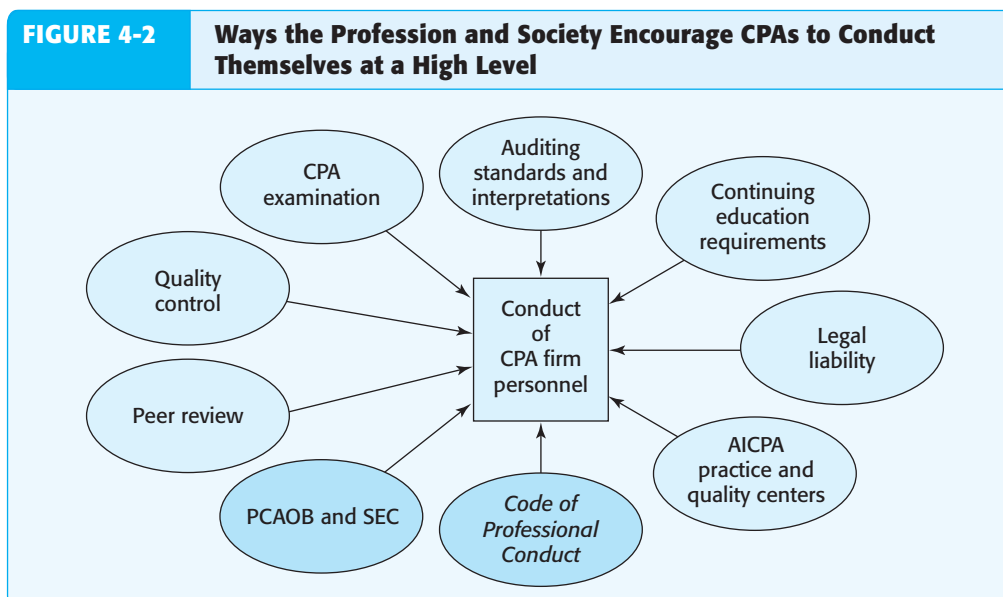 FIGURE 4-2
Ways the Profession and Society Encourage CPAs to Conduct
Themselves at a High Level
CPA
examination
Auditing
standards and
interpretations
Continuing
education
requirements
Quality
control
Conduct
of
CPA firm
personnel
Legal
liability
Peer review
AICPA
practice and
quality centers
PCAOB and SEC
Code of
Professional
Conduct